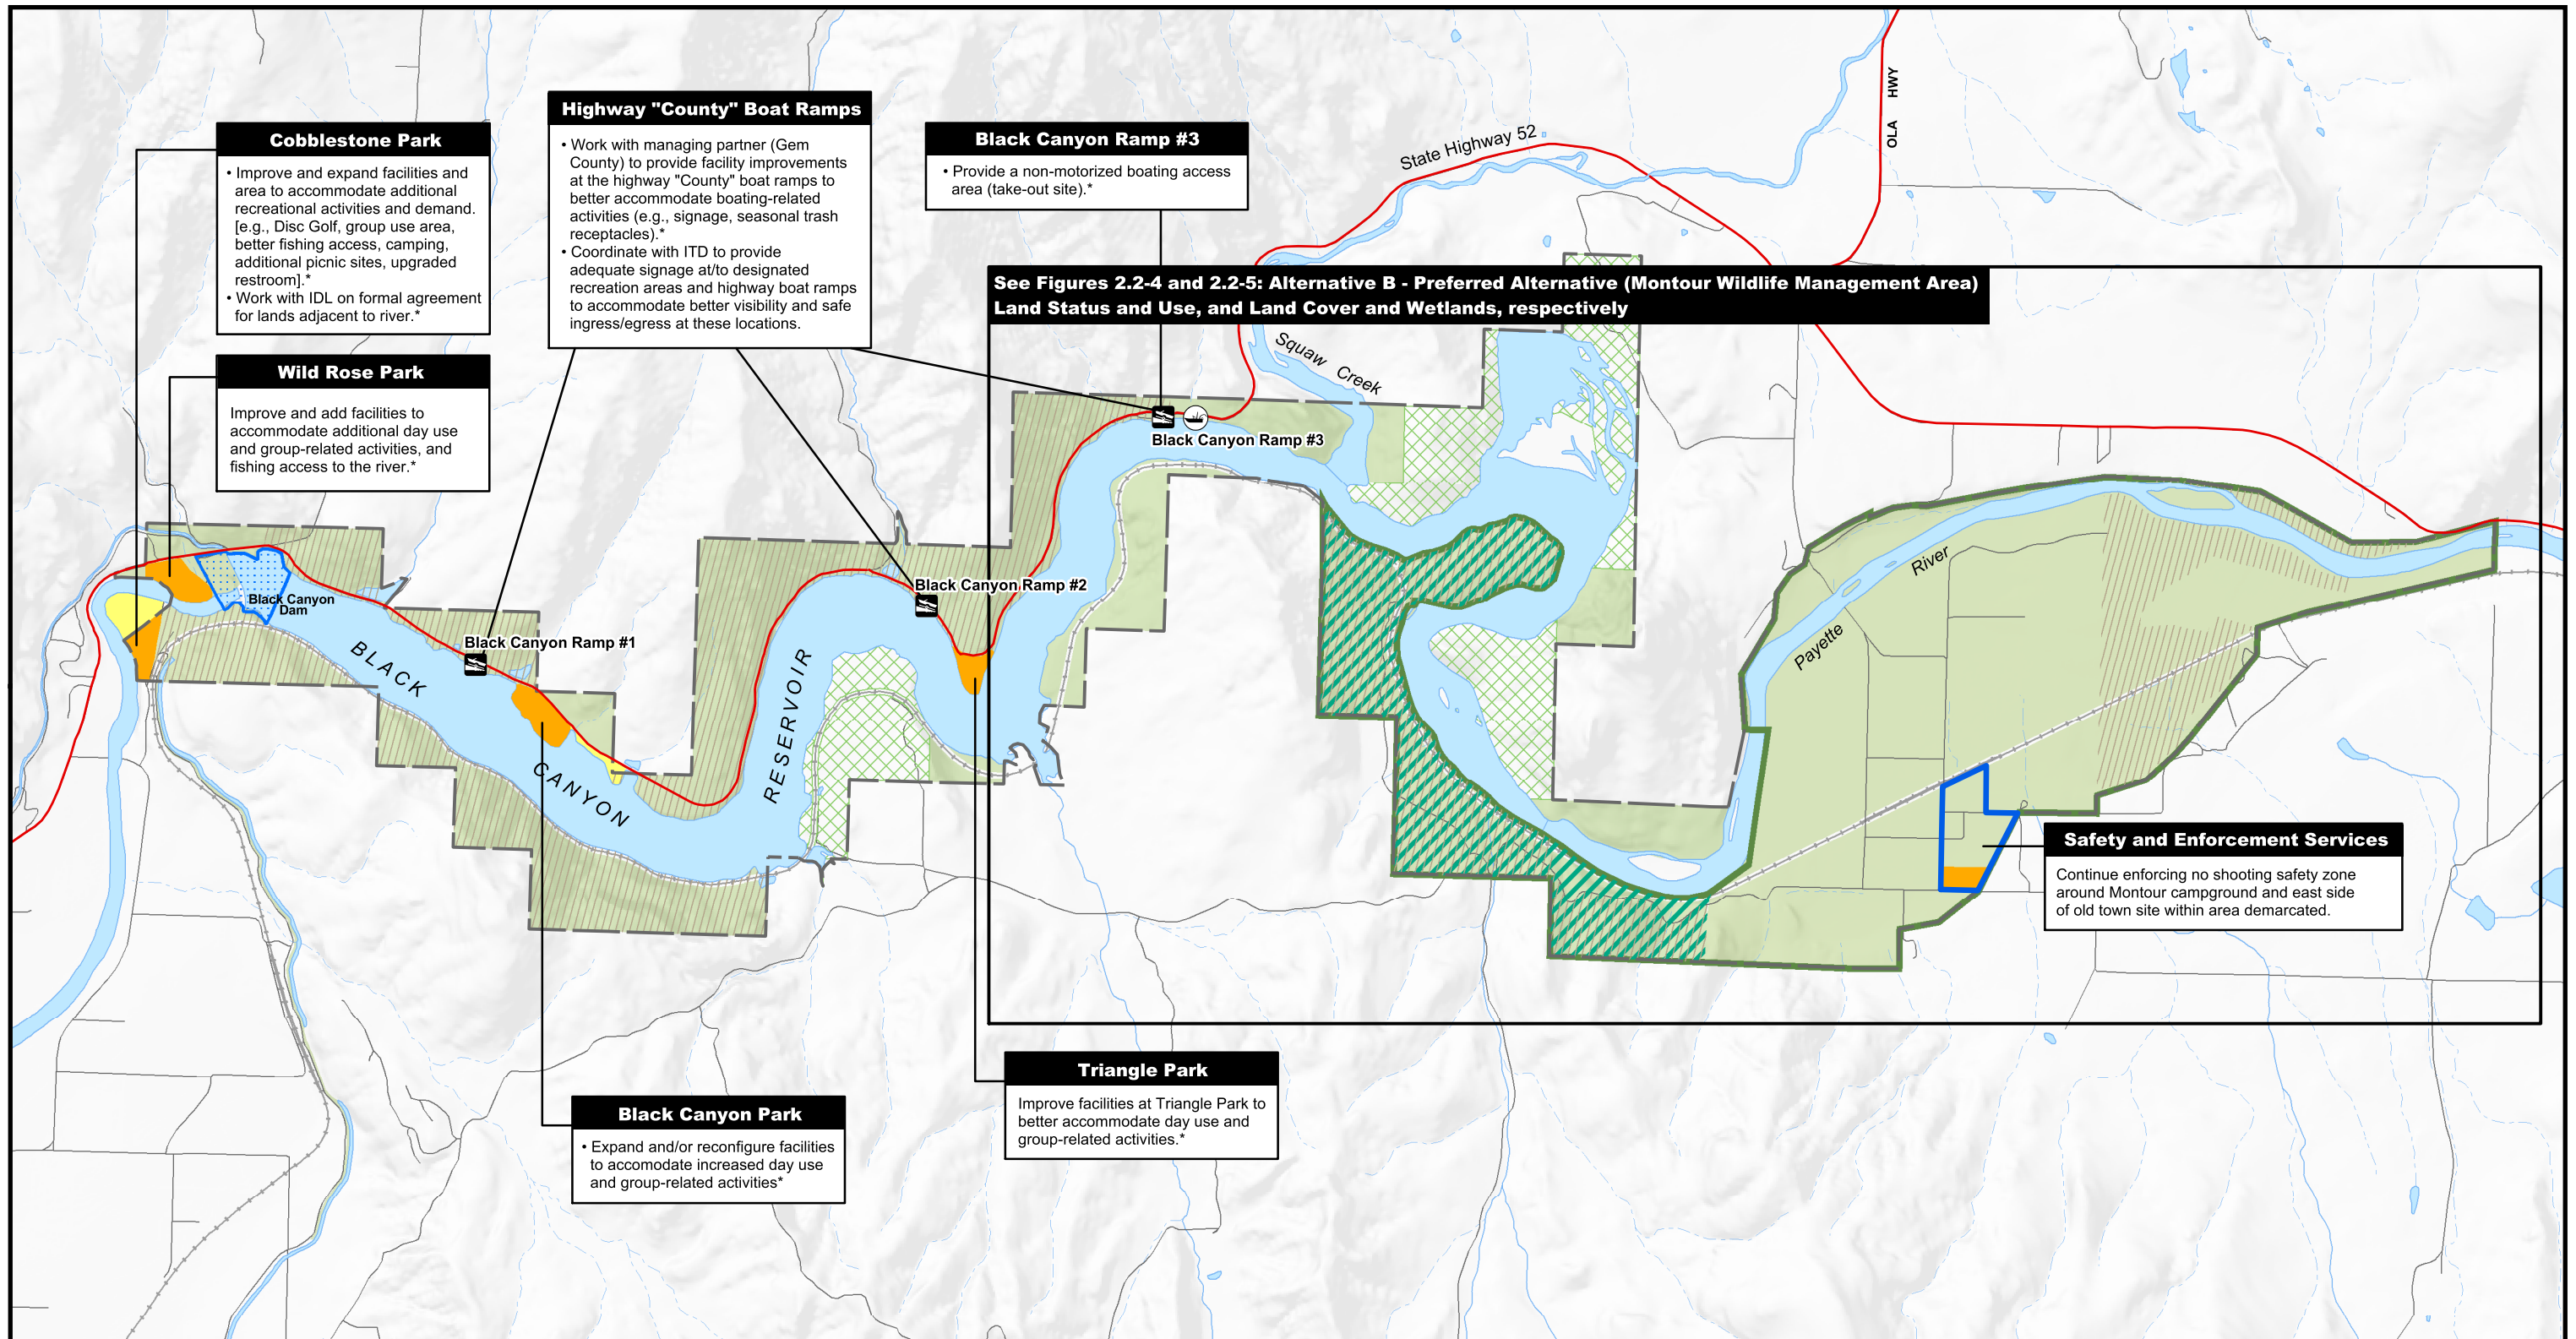 Cobblestone Park
• Improve and expand facilities and
area to accommodate additional
recreational activities and demand.
[e.g., Disc Golf, group use area,
better fishing access, camping,
additional picnic sites, upgraded
restroom].*
• Work with IDL on formal agreement
for lands adjacent to river.*
Wild Rose Park
Improve and add facilities to
accommodate additional day use
and group-related activities, and
fishing access to the river.*
Highway "County" Boat Ramps
• Work with managing partner (Gem
County) to provide facility improvements
at the highway "County" boat ramps to
better accommodate boating-related
activities (e.g., signage, seasonal trash
receptacles).*
• Coordinate with ITD to provide
adequate signage at/to designated
recreation areas and highway boat ramps
to accommodate better visibility and safe
ingress/egress at these locations.
Black Canyon Ramp #3
• Provide a non-motorized boating access
area (take-out site).*
State Highway 52
OLA HWY
See Figures 2.2-4 and 2.2-5: Alternative B - Preferred Alternative (Montour Wildlife Management Area)
Land Status and Use, and Land Cover and Wetlands, respectively
Squaw Creek
Black Canyon Ramp #3
Black Canyon Ramp #2
Black Canyon
Dam
Black Canyon Ramp #1
BLACK
CANYON
RESERVOIR
Payette
River
Safety and Enforcement Services
Continue enforcing no shooting safety zone
around Montour campground and east side
of old town site within area demarcated.
Triangle Park
Improve facilities at Triangle Park to
better accommodate day use and
group-related activities.*
Black Canyon Park
• Expand and/or reconfigure facilities
to accomodate increased day use
and group-related activities*